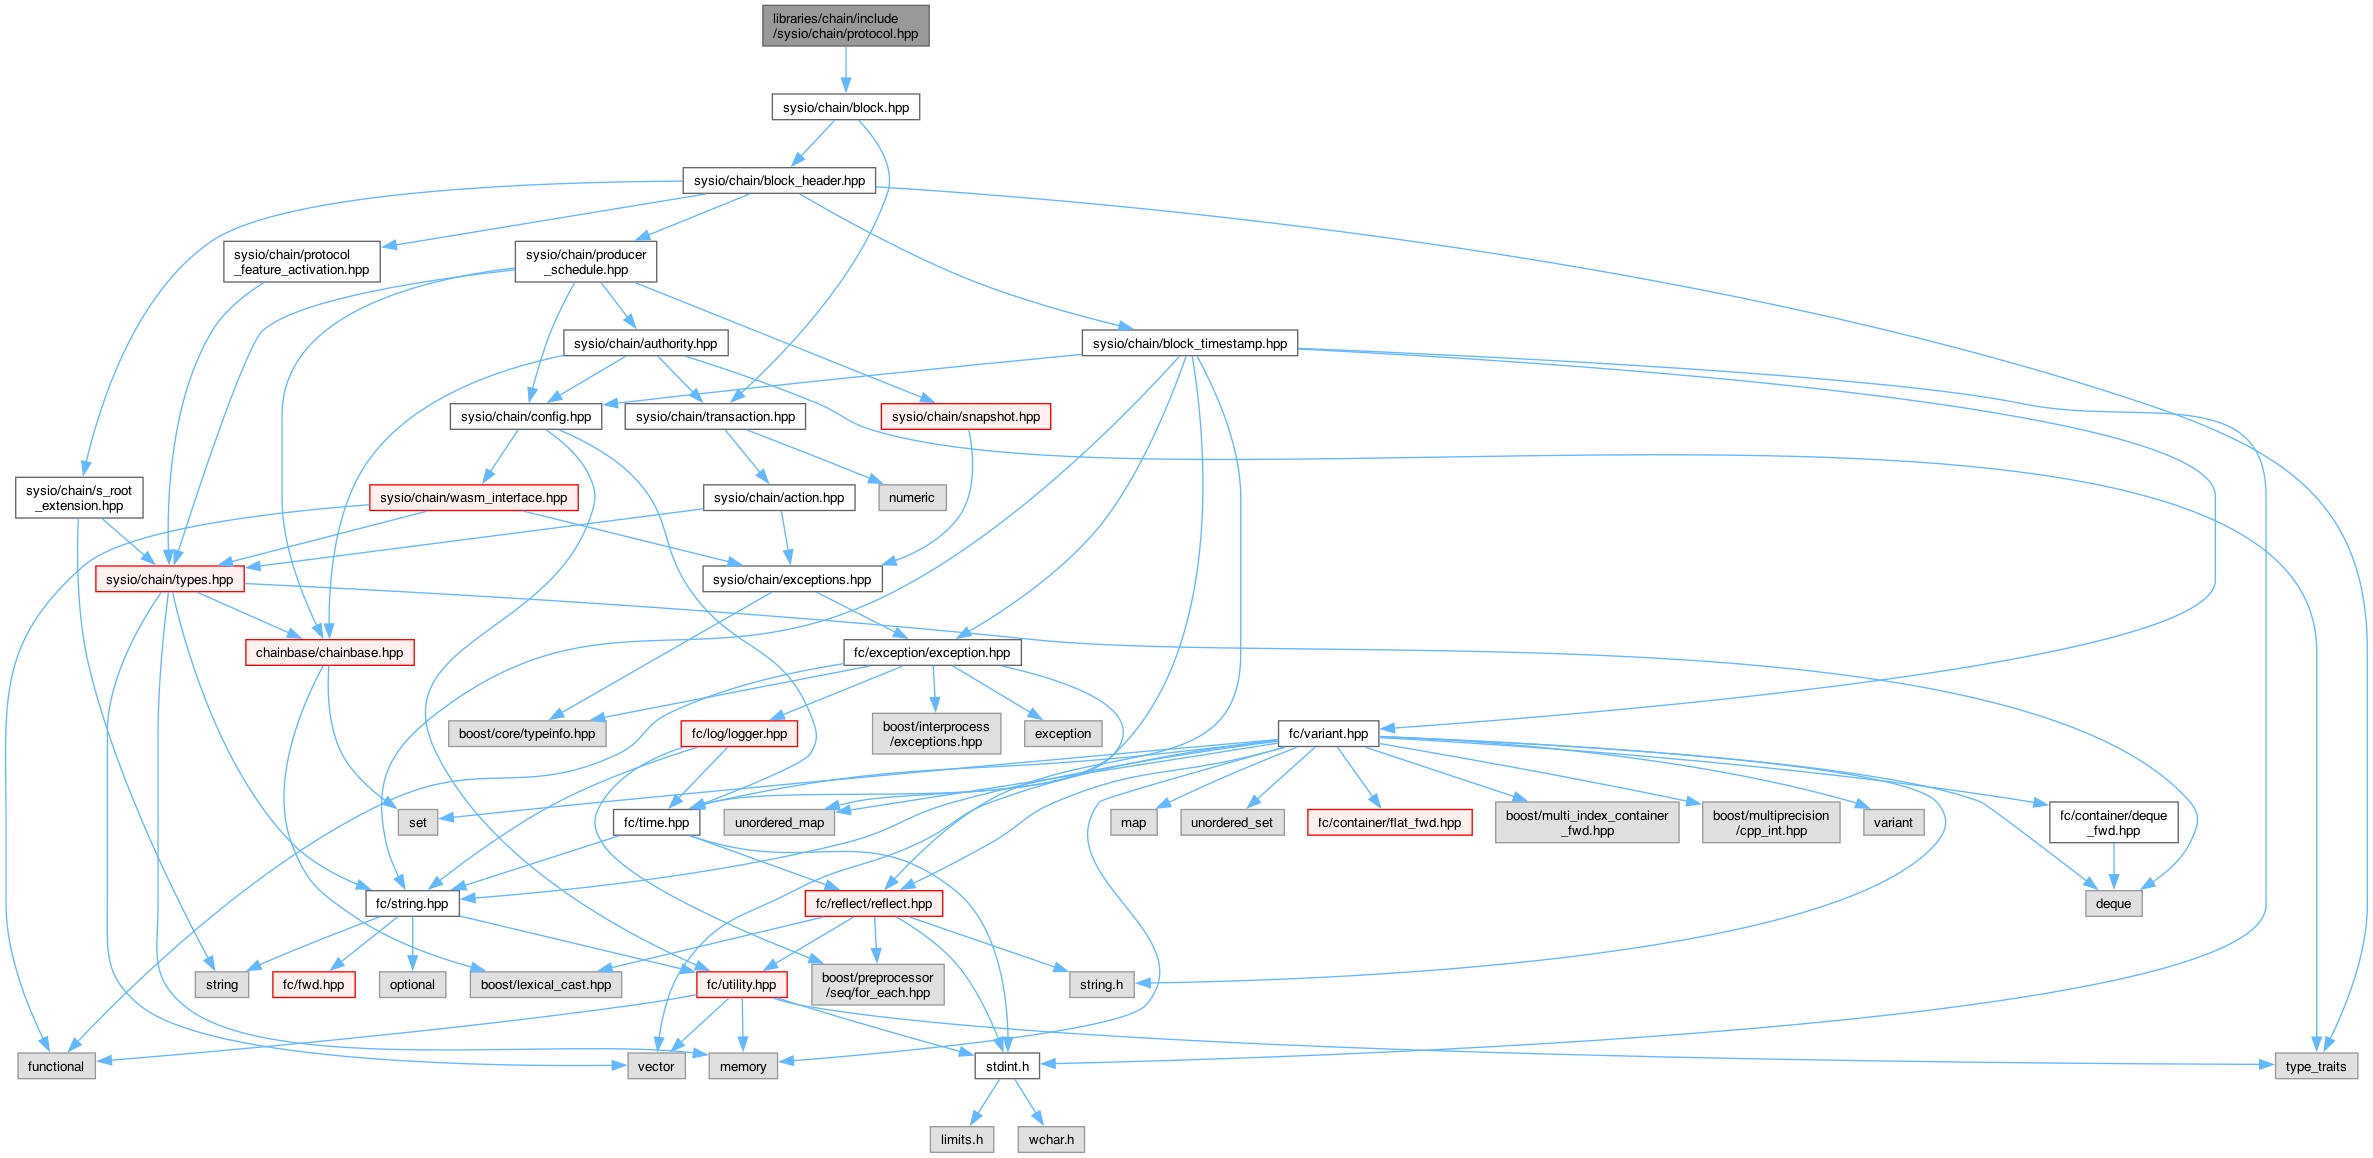 libraries/chain/include
/sysio/chain/protocol.hpp
sysio/chain/block.hpp
sysio/chain/block_header.hpp
sysio/chain/protocol
_feature_activation.hpp
sysio/chain/producer
_schedule.hpp
sysio/chain/authority.hpp
sysio/chain/block_timestamp.hpp
sysio/chain/config.hpp
sysio/chain/transaction.hpp
sysio/chain/snapshot.hpp
sysio/chain/s_root
_extension.hpp
sysio/chain/wasm_interface.hpp
sysio/chain/action.hpp
numeric
sysio/chain/types.hpp
sysio/chain/exceptions.hpp
chainbase/chainbase.hpp
fc/exception/exception.hpp
boost/core/typeinfo.hpp
fc/log/logger.hpp
boost/interprocess
/exceptions.hpp
exception
fc/variant.hpp
set
fc/time.hpp
unordered_map
map
unordered_set
fc/container/flat_fwd.hpp
boost/multi_index_container
_fwd.hpp
boost/multiprecision
/cpp_int.hpp
variant
fc/container/deque
_fwd.hpp
fc/string.hpp
fc/reflect/reflect.hpp
deque
string
fc/fwd.hpp
optional
boost/lexical_cast.hpp
fc/utility.hpp
boost/preprocessor
/seq/for_each.hpp
string.h
functional
vector
memory
stdint.h
type_traits
limits.h
wchar.h